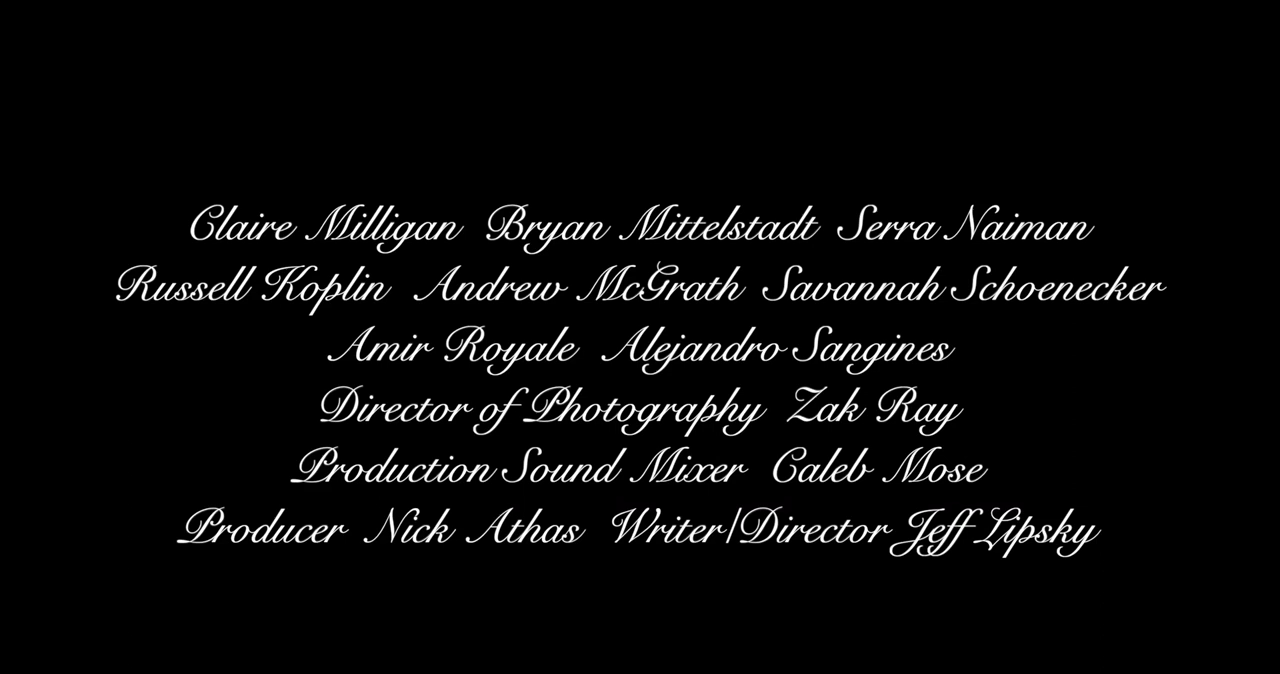 Claire Milligan Bryan Mittelstadt Serra Naiman
Russell Koplin Andrew McGrath Savannah Schoenecker
Amir Royale Alejandro Sangines
Director of Photography Zak Ray
Production Sound Mixer Caleb Mose
Producer Nick Athas Writer/Director Jeff Lipsky